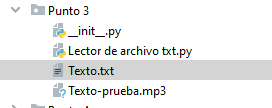 Punto 3
__init__.py
Lector de archivo txt.py
Texto.txt
Texto-prueba.mp3